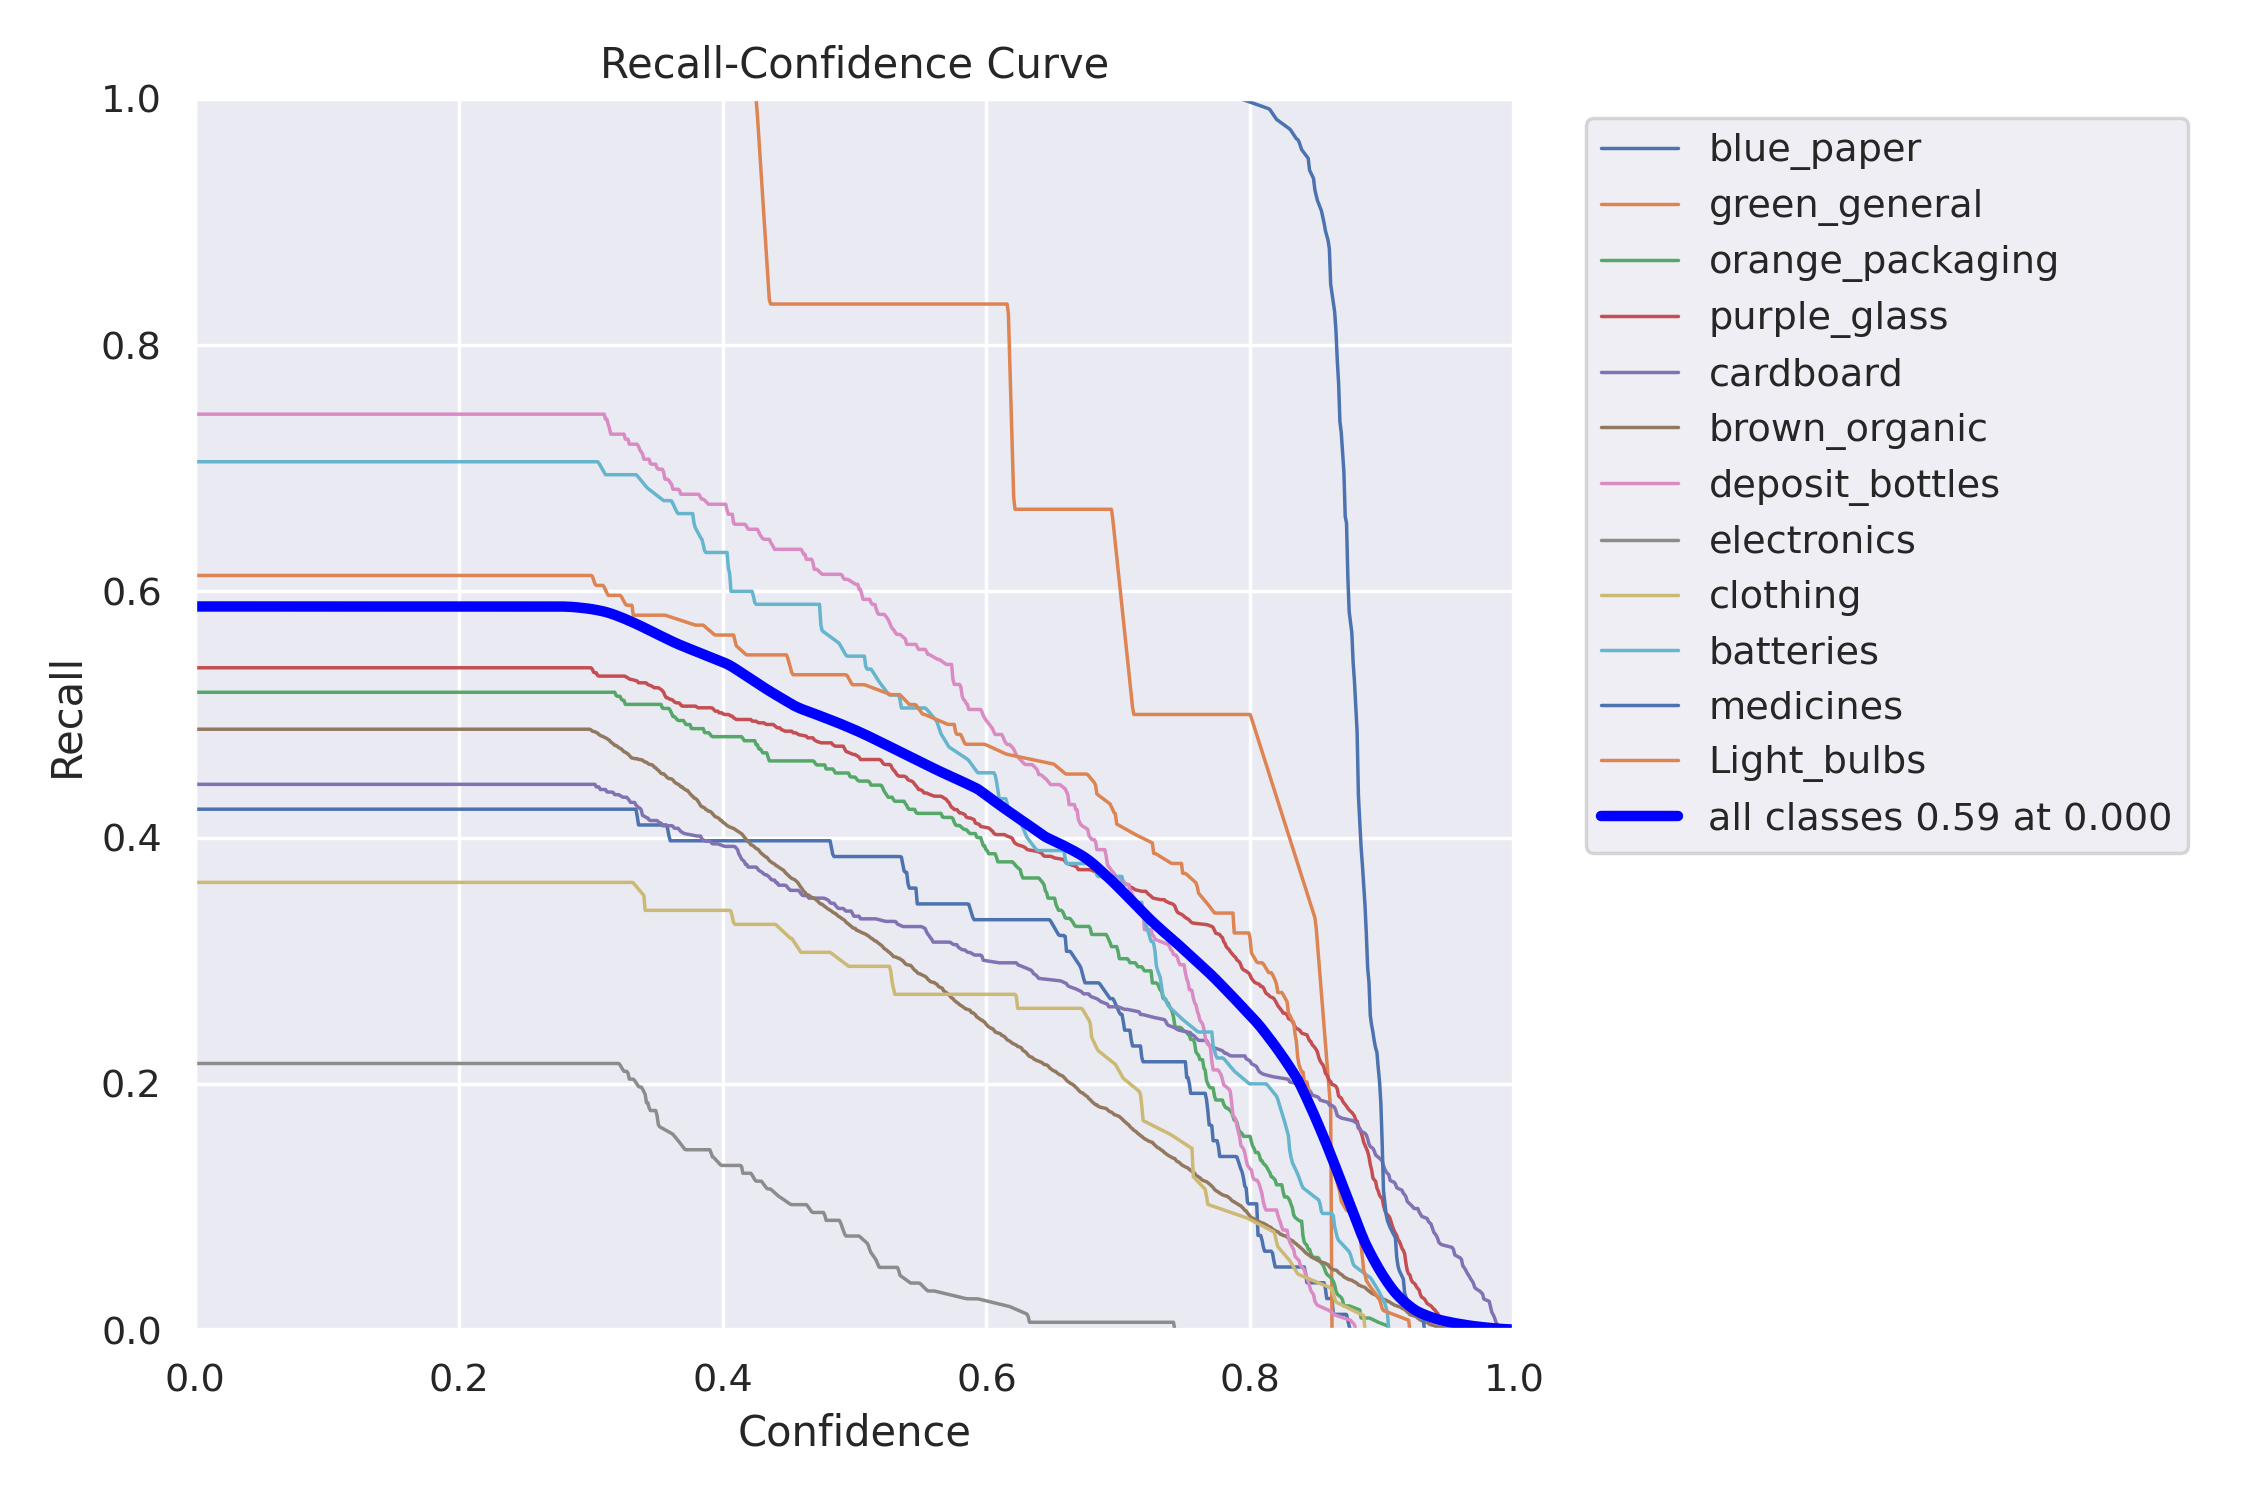 Recall-Confidence Curve
1.0
0.8
0.6
0.4
0.2
0.0
Recall
0.0 0.2 0.4 0.6 0.8 1.0
Confidence
blue_paper
green_general
orange_packaging
purple_glass
cardboard
brown_organic
deposit_bottles
electronics
clothing
batteries
medicines
Light_bulbs
all classes 0.59 at 0.000